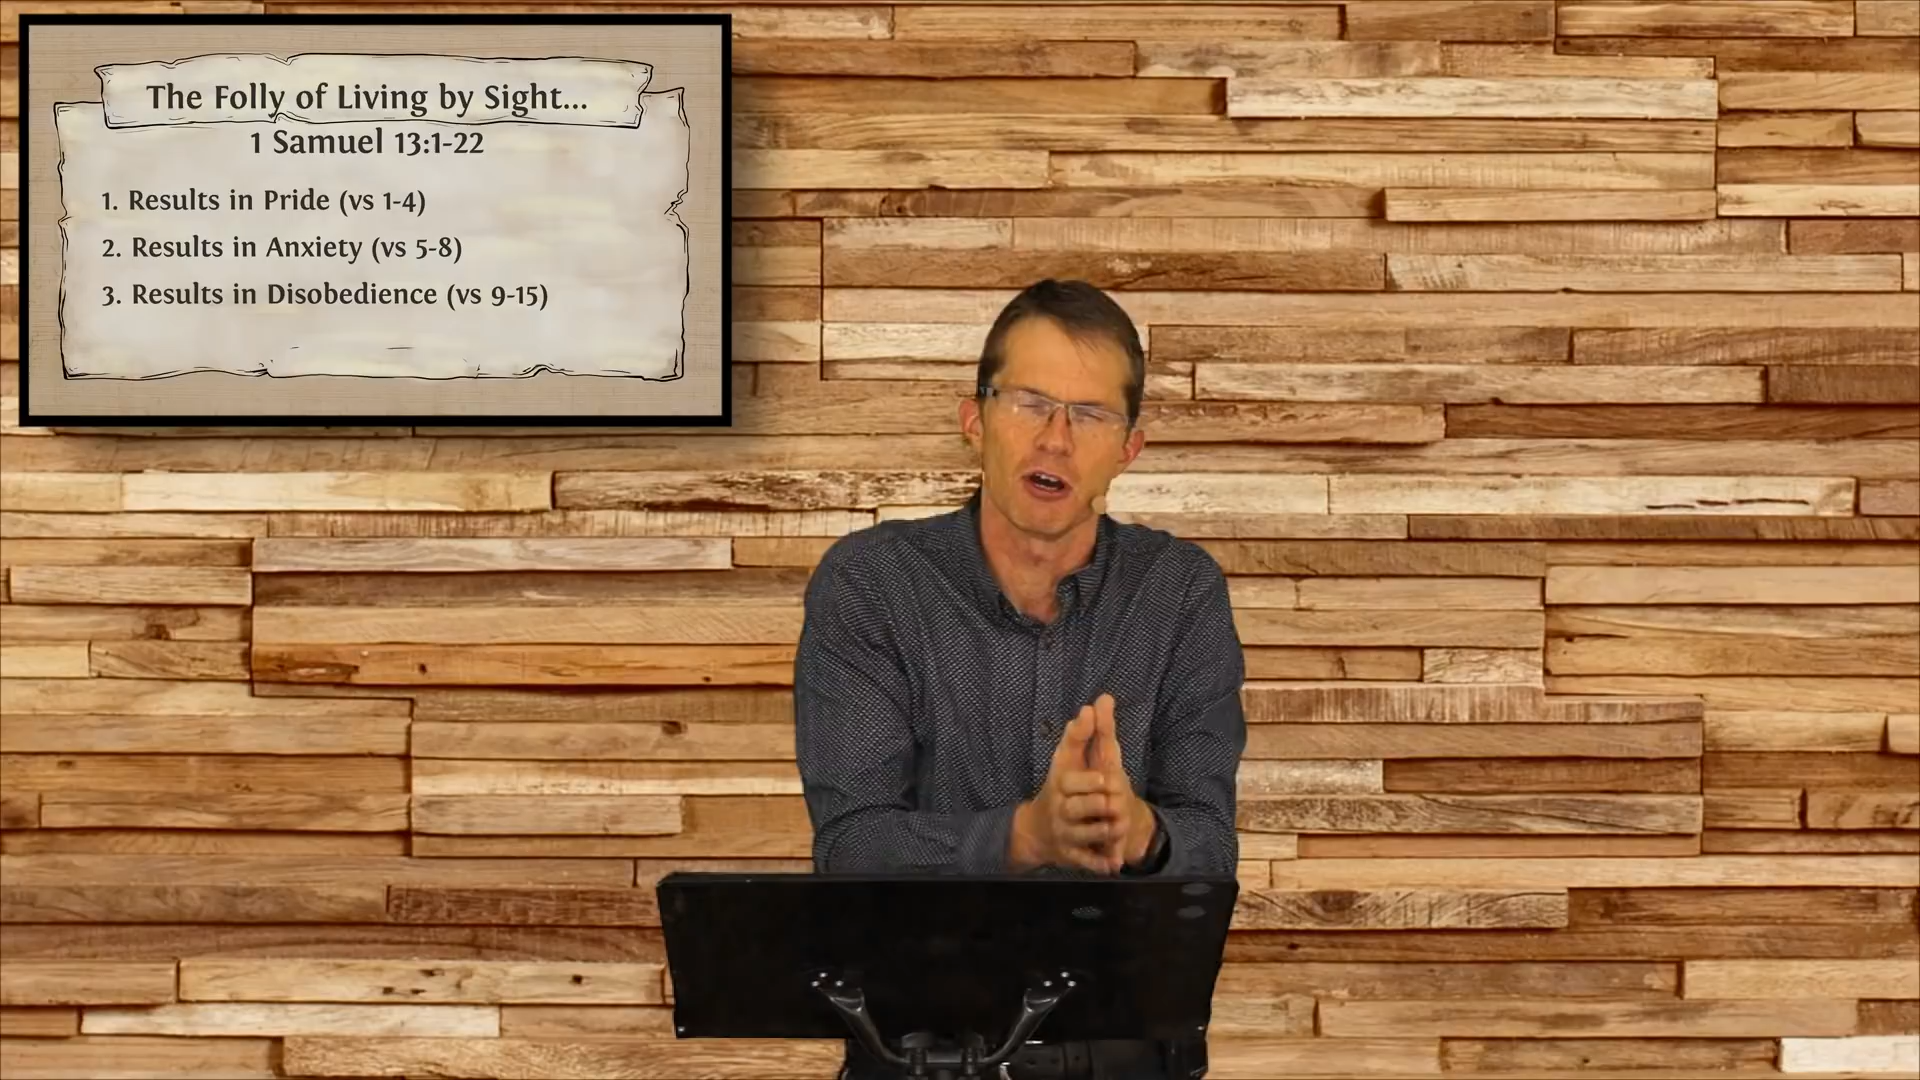 The Folly of Living by Sight...
1 Samuel 13:1-22
1. Results in Pride (vs 1-4)
2. Results in Anxiety (vs 5-8)
3. Results in Disobedience (vs 9-15)